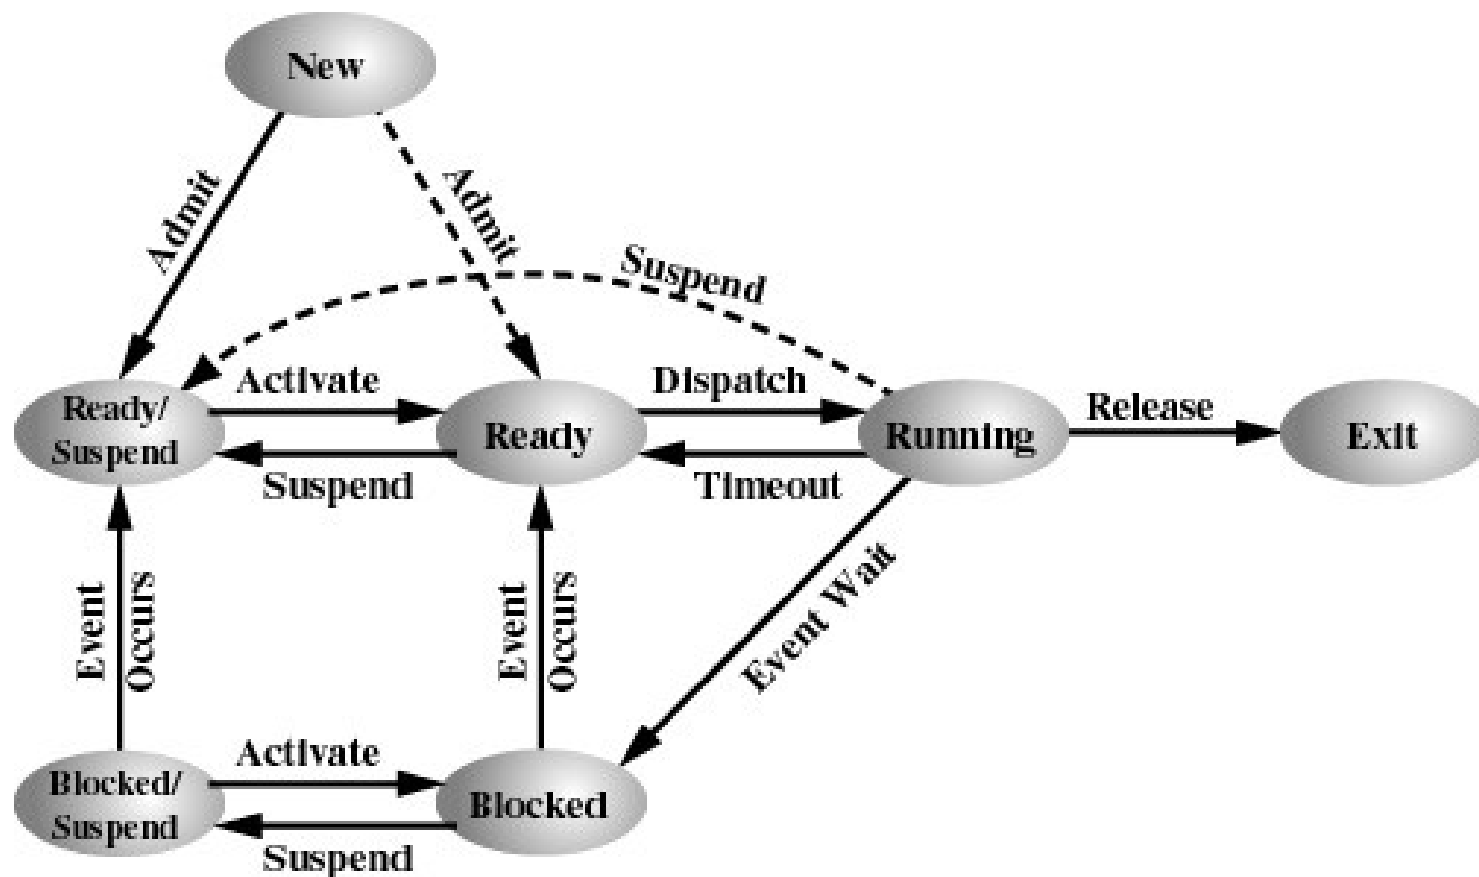 New
Admit
Admit
Suspend
Activate
Dispatch
Release
Ready/
Suspend
Ready
Running
Exit
Suspend
Timeout
Event
Occurs
Event
Occurs
Event Wait
Activate
Blocked/
Suspend
Blocked
Suspend